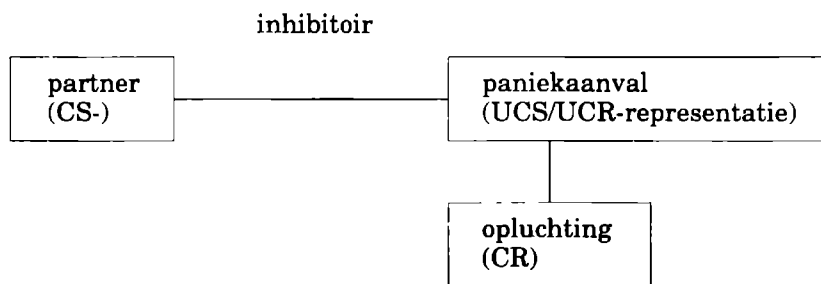 inhibitoir
partner
(CS-)
paniekaanval
(UCS/UCR-representatie)
opluchting
(CR)